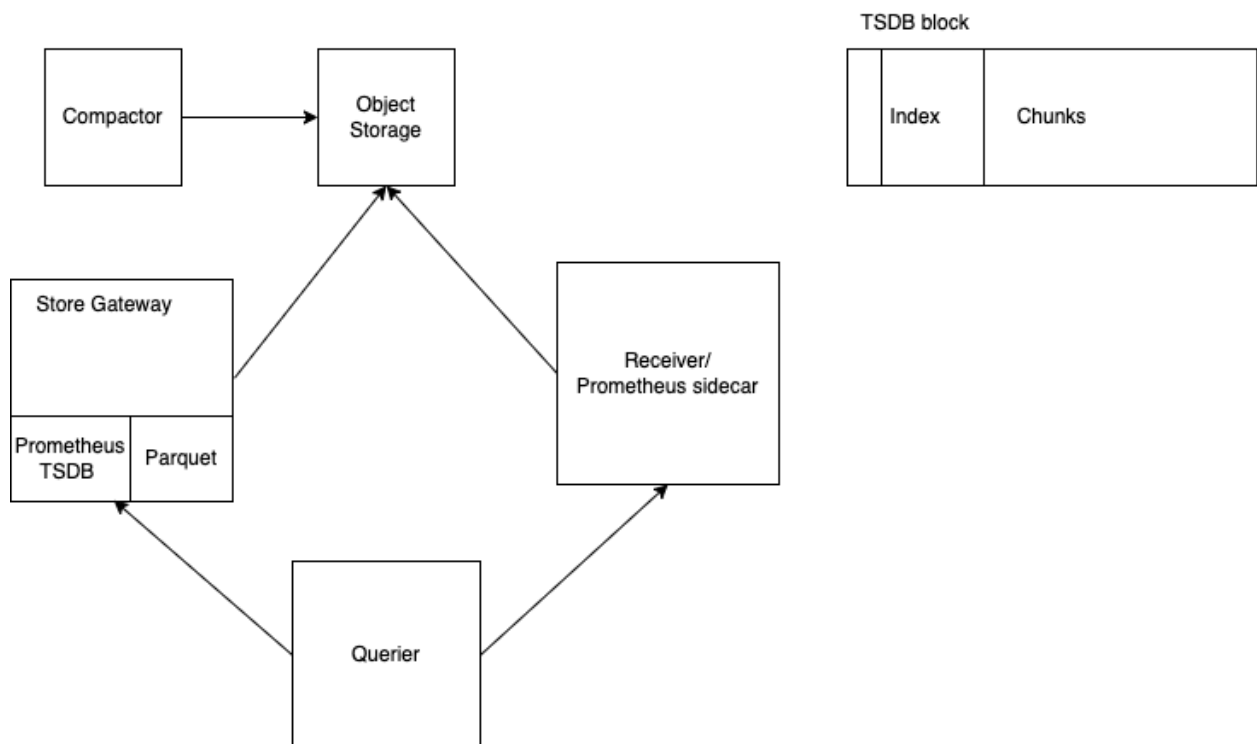 TSDB block
Compactor
Object
Storage
Index
Chunks
Store Gateway
Receiver/
Prometheus sidecar
Prometheus
TSDB
Parquet
Querier